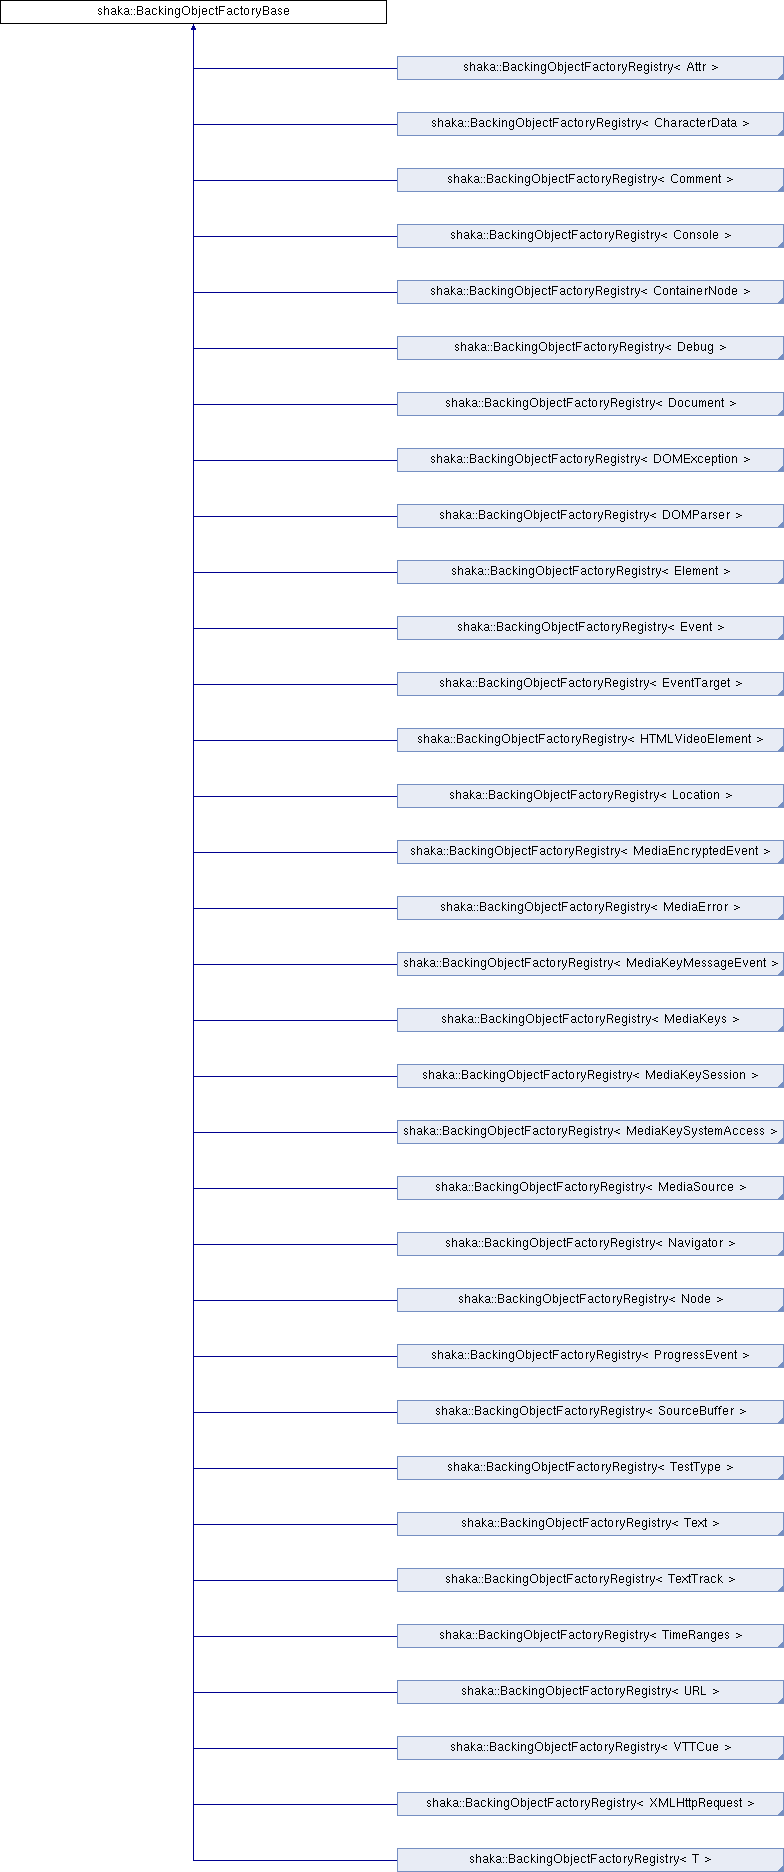 shaka::BackingObjectFactoryBase
shaka::BackingObjectFactoryRegistry< Attr >
shaka::BackingObjectFactoryRegistry< CharacterData >
shaka::BackingObjectFactoryRegistry< Comment >
shaka::BackingObjectFactoryRegistry< Console >
shaka::BackingObjectFactoryRegistry< ContainerNode >
shaka::BackingObjectFactoryRegistry< Debug >
shaka::BackingObjectFactoryRegistry< Document >
shaka::BackingObjectFactoryRegistry< DOMException >
shaka::BackingObjectFactoryRegistry< DOMParser >
shaka::BackingObjectFactoryRegistry< Element >
shaka::BackingObjectFactoryRegistry< Event >
shaka::BackingObjectFactoryRegistry< EventTarget >
shaka::BackingObjectFactoryRegistry< HTMLVideoElement >
shaka::BackingObjectFactoryRegistry< Location >
shaka::BackingObjectFactoryRegistry< MediaEncryptedEvent >
shaka::BackingObjectFactoryRegistry< MediaError >
shaka::BackingObjectFactoryRegistry< MediaKeyMessageEvent >
shaka::BackingObjectFactoryRegistry< MediaKeys >
shaka::BackingObjectFactoryRegistry< MediaKeySession >
shaka::BackingObjectFactoryRegistry< MediaKeySystemAccess >
shaka::BackingObjectFactoryRegistry< MediaSource >
shaka::BackingObjectFactoryRegistry< Navigator >
shaka::BackingObjectFactoryRegistry< Node >
shaka::BackingObjectFactoryRegistry< ProgressEvent >
shaka::BackingObjectFactoryRegistry< SourceBuffer >
shaka::BackingObjectFactoryRegistry< TestType >
shaka::BackingObjectFactoryRegistry< Text >
shaka::BackingObjectFactoryRegistry< TextTrack >
shaka::BackingObjectFactoryRegistry< TimeRanges >
shaka::BackingObjectFactoryRegistry< URL >
shaka::BackingObjectFactoryRegistry< VTTCue >
shaka::BackingObjectFactoryRegistry< XMLHttpRequest >
shaka::BackingObjectFactoryRegistry< T >